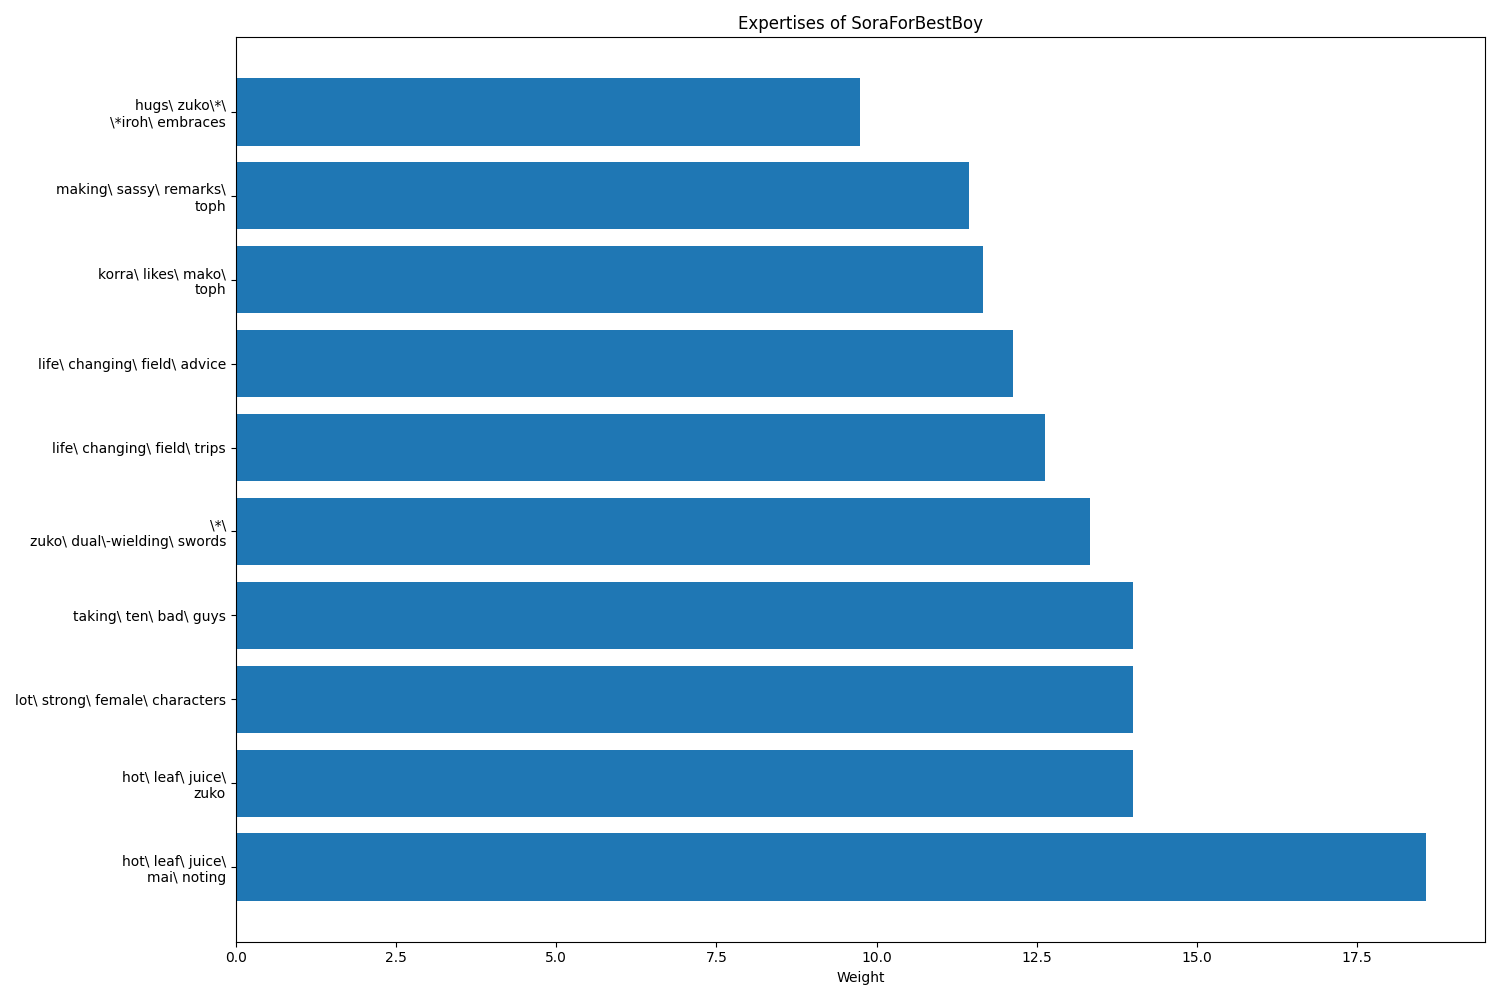 Expertises of SoraForBestBoy
hugs\ zuko\*\
\*iroh\ embraces
making\ sassy\ remarks\
toph
korra\ likes\ mako\
toph
life\ changing\ field\ advice
life\ changing\ field\ trips
\*\
zuko\ dual\-wielding\ swords
taking\ ten\ bad\ guys
lot\ strong\ female\ characters
hot\ leaf\ juice\
zuko
hot\ leaf\ juice\
mai\ noting
0.0 2.5 5.0 7.5 10.0 12.5 15.0 17.5
Weight